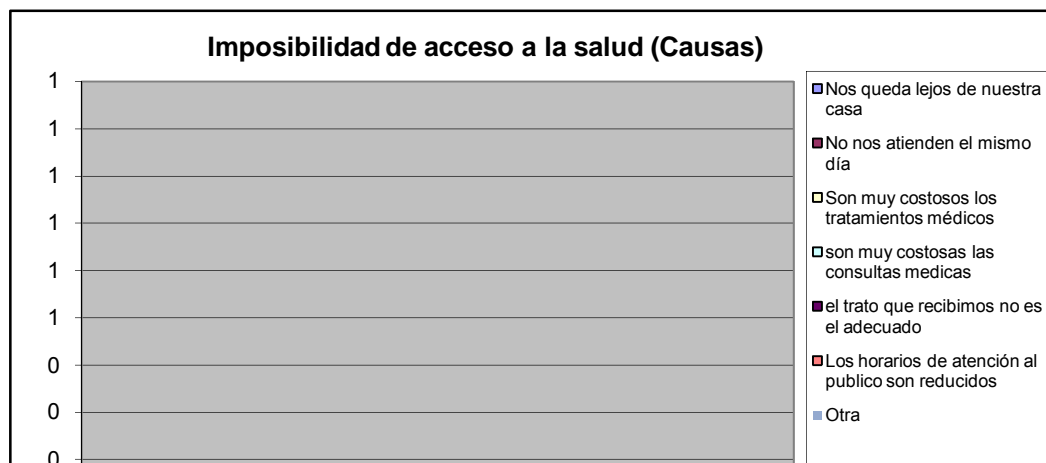 Imposibilidad de acceso a la salud (Causas)
1
1
1
1
1
1
0
0
0
Nos queda lejos de nuestra
casa
No nos atienden el mismo
día
Son muy costosos los
tratamientos médicos
son muy costosas las
consultas medicas
el trato que recibimos no es
el adecuado
Los horarios de atención al
publico son reducidos
Otra